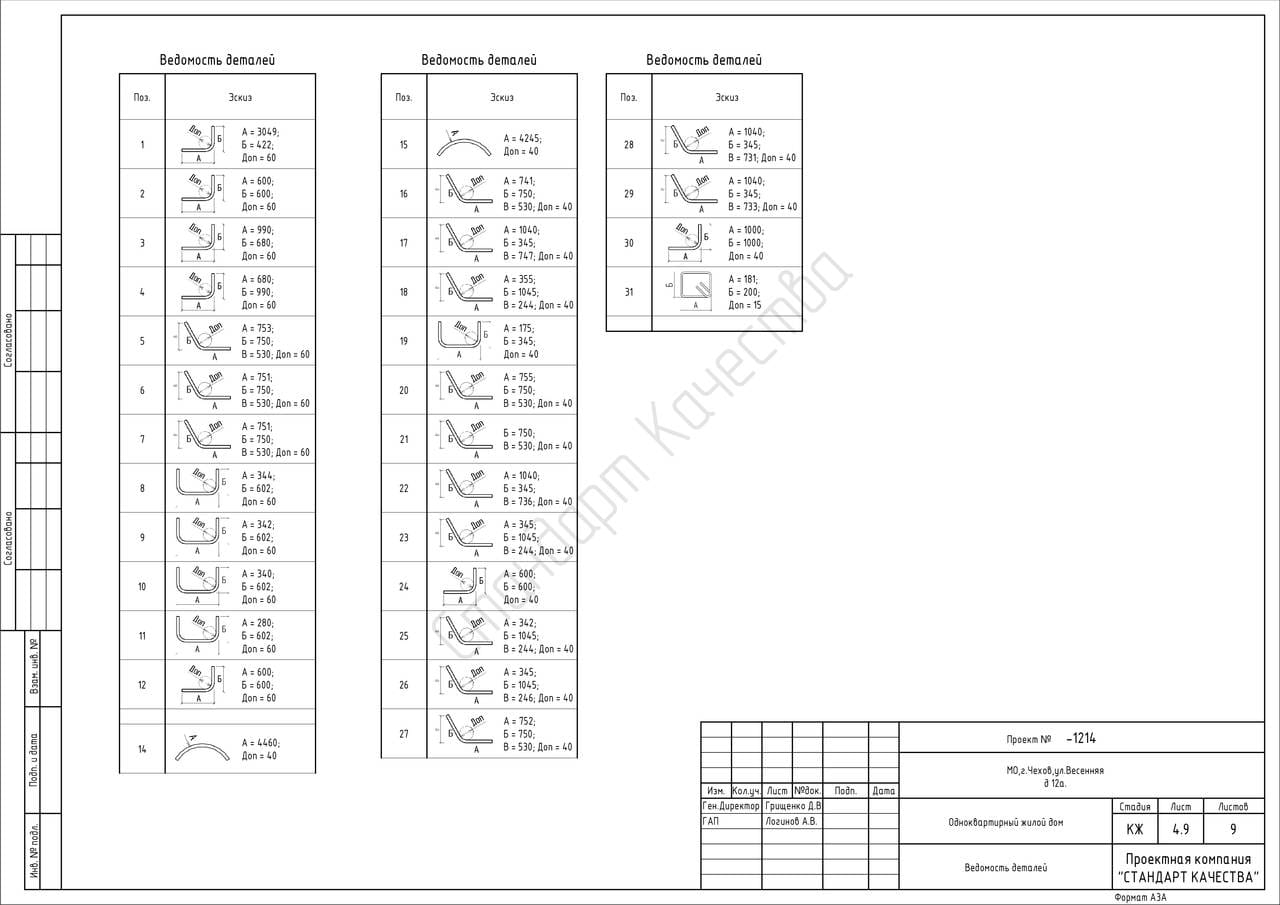 Ведомость деталей
Поз. Эскиз
1 Доп Б А А = 3049;
Б = 422;
Доп = 60
2 Доп Б А А = 600;
Б = 600;
Доп = 60
3 Доп Б А А = 990;
Б = 680;
Доп = 60
4 Доп Б А А = 680;
Б = 990;
Доп = 60
5 Б Доп А А = 753;
Б = 750;
В = 530; Доп = 60
6 Б Доп А А = 751;
Б = 750;
В = 530; Доп = 60
7 Б Доп А А = 751;
Б = 750;
В = 530; Доп = 60
8 Доп Б А А = 344;
Б = 602;
Доп = 60
9 Доп Б А А = 342;
Б = 602;
Доп = 60
10 Доп Б А А = 340;
Б = 602;
Доп = 60
11 Доп Б А А = 280;
Б = 602;
Доп = 60
12 Доп Б А А = 600;
Б = 600;
Доп = 60
14 А А = 4460;
Доп = 40
Ведомость деталей
Поз. Эскиз
15 А А = 4245;
Доп = 40
16 Б Доп А А = 741;
Б = 750;
В = 530; Доп = 40
17 Б Доп А А = 1040;
Б = 345;
В = 747; Доп = 40
18 Б Доп А А = 355;
Б = 1045;
В = 244; Доп = 40
19 Доп Б А А = 175;
Б = 345;
Доп = 40
20 Б Доп А А = 755;
Б = 750;
В = 530; Доп = 40
21 Б Доп А Б = 750;
В = 530; Доп = 40
22 Б Доп А А = 1040;
Б = 345;
В = 736; Доп = 40
23 Б Доп А А = 345;
Б = 1045;
В = 244; Доп = 40
24 Доп Б А А = 600;
Б = 600;
Доп = 40
25 Б Доп А А = 342;
Б = 1045;
В = 244; Доп = 40
26 Б Доп А А = 345;
Б = 1045;
В = 246; Доп = 40
27 Б Доп А А = 752;
Б = 750;
В = 530; Доп = 40
Ведомость деталей
Поз. Эскиз
28 Б Доп А А = 1040;
Б = 345;
В = 731; Доп = 40
29 Б Доп А А = 1040;
Б = 345;
В = 733; Доп = 40
30 Доп Б А А = 1000;
Б = 1000;
Доп = 40
31 Б А А = 181;
Б = 200;
Доп = 15
Стандарт Качества
Согласовано
Согласовано
Взам. инв. №
Подп. и дата
Инв. № подл.
Проект № -1214
МО,г.Чехов,ул.Весенняя
д 12а.
Изм. Кол.уч. Лист №док. Подп. Дата
Ген.Директор Грищенко Д.В
ГАП Логинов А.В.
Одноквартирный жилой дом
Стадия Лист Листов
КЖ 4.9 9
Ведомость деталей
Проектная компания
"СТАНДАРТ КАЧЕСТВА"
Формат А3А